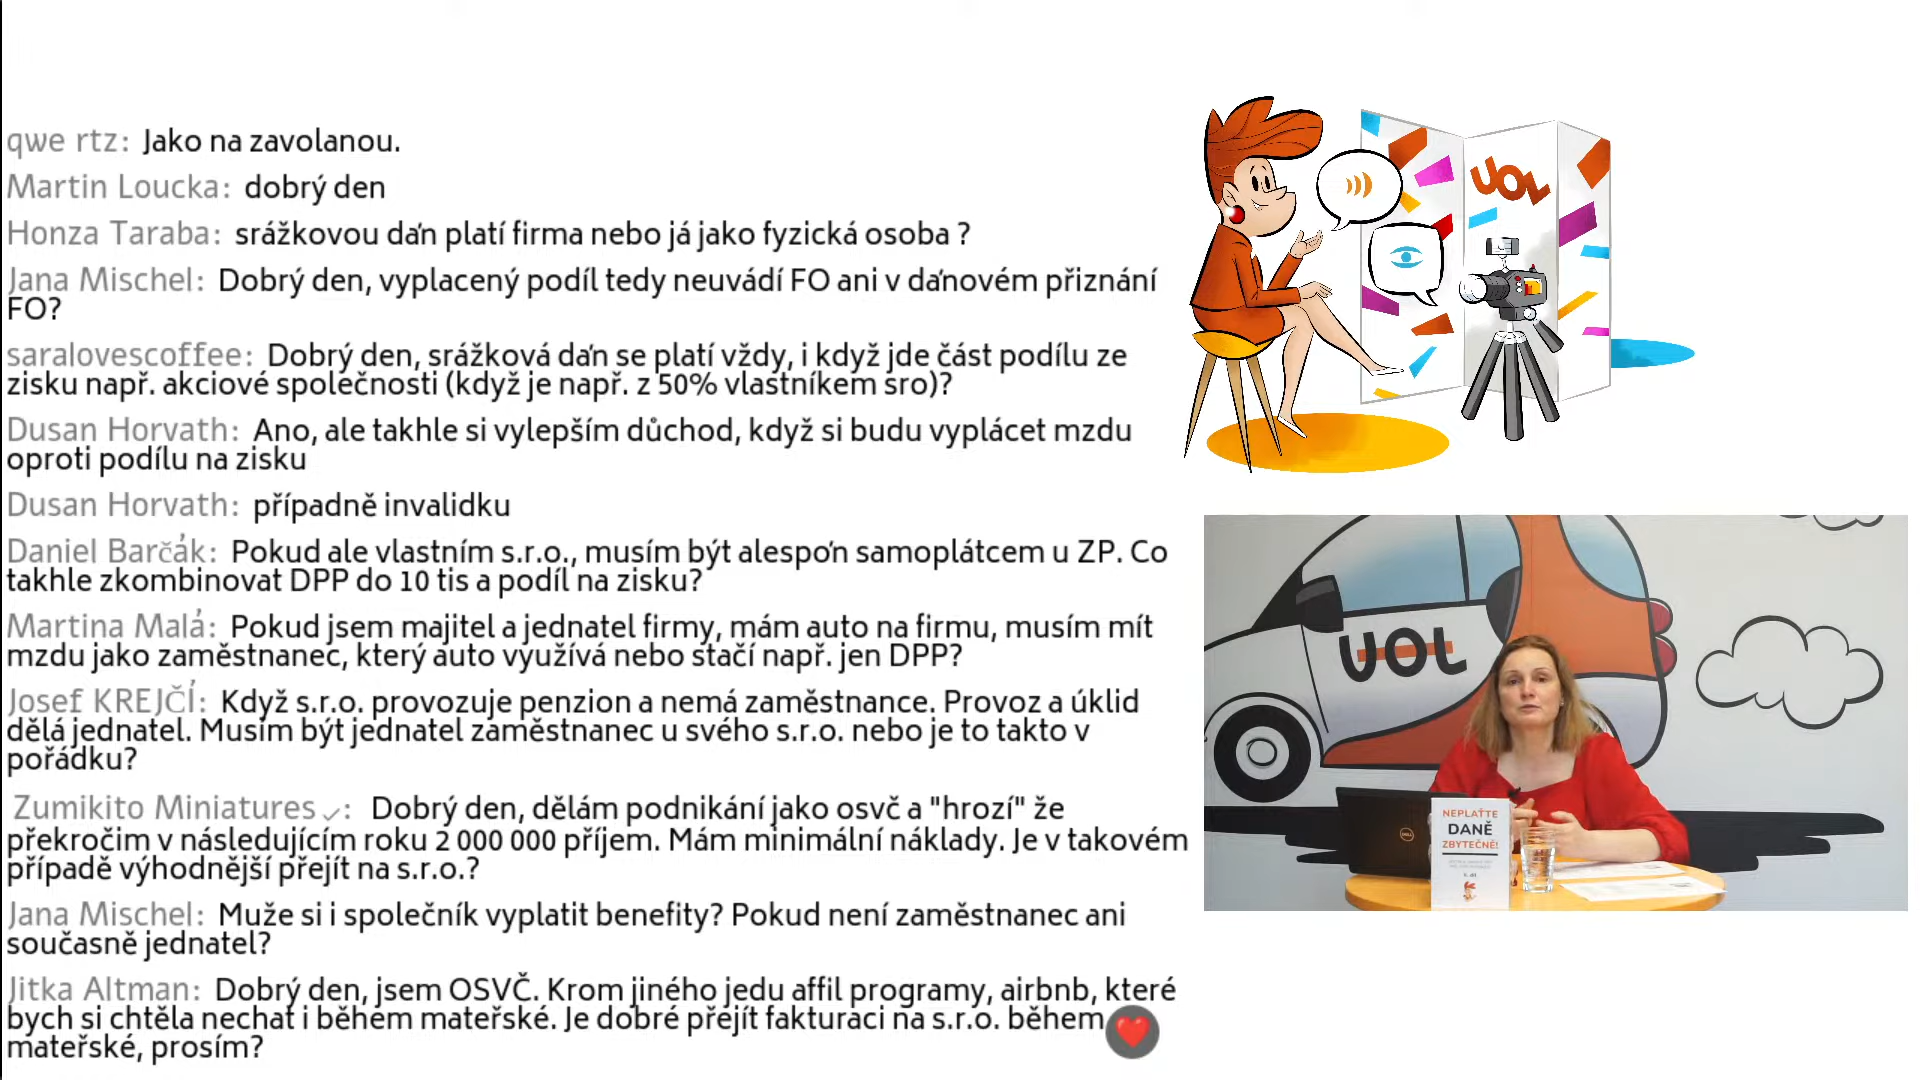 qwe rtz: Jako na zavolanou.
Martin Loucka: dobrý den
Honza Taraba: srážkovou daň platí firma nebo já jako fyzická osoba ?
Jana Mischel: Dobrý den, vyplacený podíl tedy neuvádí FO ani v daňovém přiznání
FO?
saralovescoffee: Dobrý den, srážková daň se platí vždy, i když jde část podílu ze
zisku např. akciové společnosti (když je např. z 50% vlastníkem sro)?
Dusan Horvath: Ano, ale takhle si vylepším důchod, když si budu vyplácet mzdu
oproti podílu na zisku
Dusan Horvath: případně invalidku
Daniel Barčák: Pokud ale vlastním s.r.o., musím být alespoň samoplátcem u ZP. Co
takhle zkombinovat DPP do 10 tis a podíl na zisku?
Martina Malá: Pokud jsem majitel a jednatel firmy, mám auto na firmu, musím mít
mzdu jako zaměstnanec, který auto využívá nebo stačí např. jen DPP?
Josef KREJČÍ: Když s.r.o. provozuje penzion a nemá zaměstnance. Provoz a úklid
dělá jednatel. Musím být jednatel zaměstnanec u svého s.r.o. nebo je to takto v
pořádku?
Zumikito Miniatures ✓: Dobrý den, dělám podnikání jako osvč a "hrozí" že
překročim v následujícím roku 2 000 000 příjem. Mám minimální náklady. Je v takovém
případě výhodnější přejít na s.r.o.?
Jana Mischel: Muže si i společník vyplatit benefity? Pokud není zaměstnanec ani
současně jednatel?
Jitka Altman: Dobrý den, jsem OSVČ. Krom jiného jedu affil programy, airbnb, které
bych si chtěla nechat i během mateřské. Je dobré přejít fakturaci na s.r.o. během
mateřské, prosím?
UOL
UOL
DELL
NEPLAŤTE
DANĚ
ZBYTEČNĚ!